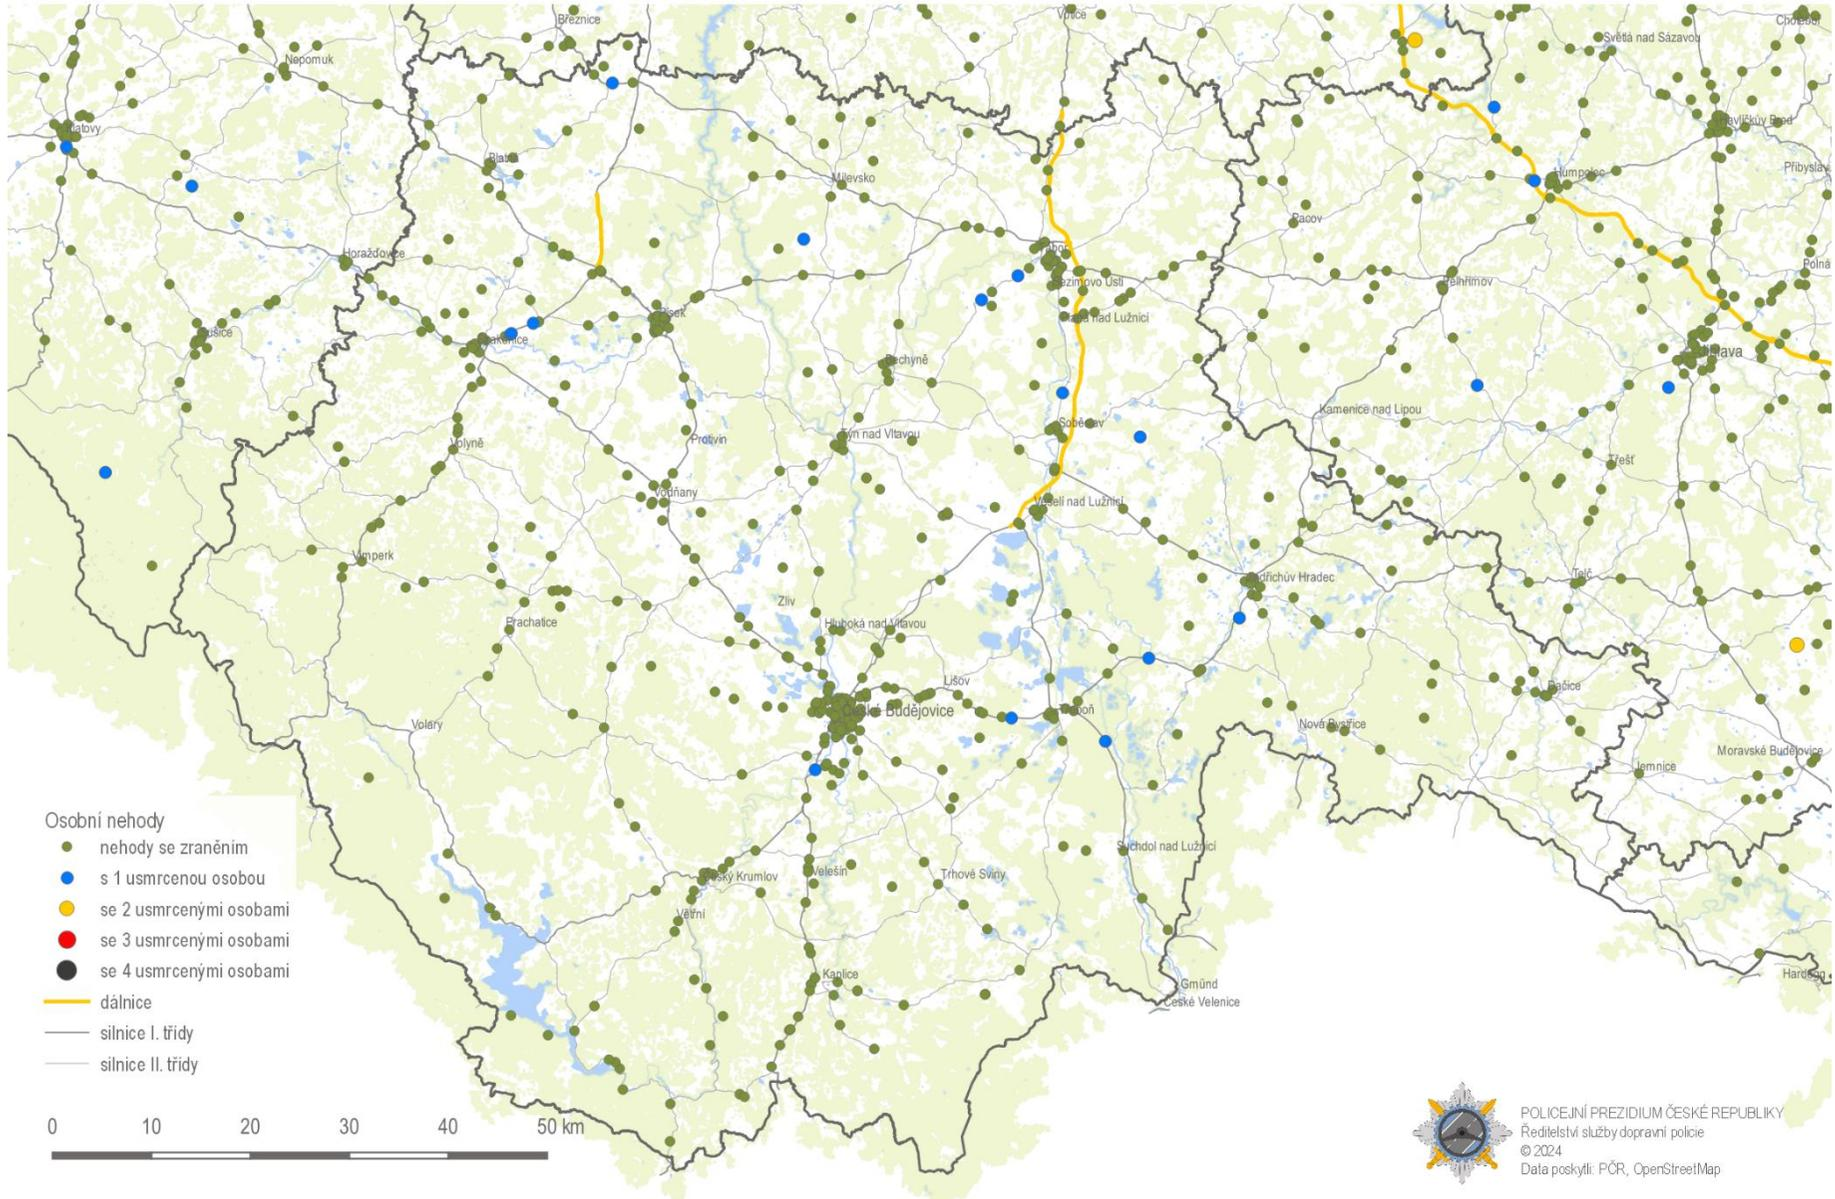 Březnice
Votice
Chotěboř
Světlá nad Sázavou
Nepomuk
Klatovy
Havlíčkův Brod
Blatná
Přibyslav
Humpolec
Milevsko
Pacov
Horažďovice
Tábor
Polná
Sezimovo Ústí
Pelhřimov
Písek
Planá nad Lužnicí
Sušice
Strakonice
Jihlava
Bechyně
Kamenice nad Lipou
Soběslav
Týn nad Vltavou
Protivín
Volyně
Třešť
Vodňany
Veselí nad Lužnicí
Vimperk
Jindřichův Hradec
Telč
Zliv
Prachatice
Hluboká nad Vltavou
Lišov
Dačice
České Budějovice
Třeboň
Volary
Nová Bystřice
Moravské Budějovice
Jemnice
Suchdol nad Lužnicí
Velešín
Trhové Sviny
Český Krumlov
Větřní
Kaplice
Hardegg
Gmünd
České Velenice
Osobní nehody
nehody se zraněním
s 1 usmrcenou osobou
se 2 usmrcenými osobami
se 3 usmrcenými osobami
se 4 usmrcenými osobami
dálnice
silnice I. třídy
silnice II. třídy
0 10 20 30 40 50 km
POLICEJNÍ PREZIDIUM ČESKÉ REPUBLIKY
Ředitelství služby dopravní policie
© 2024
Data poskytli: PČR, OpenStreetMap